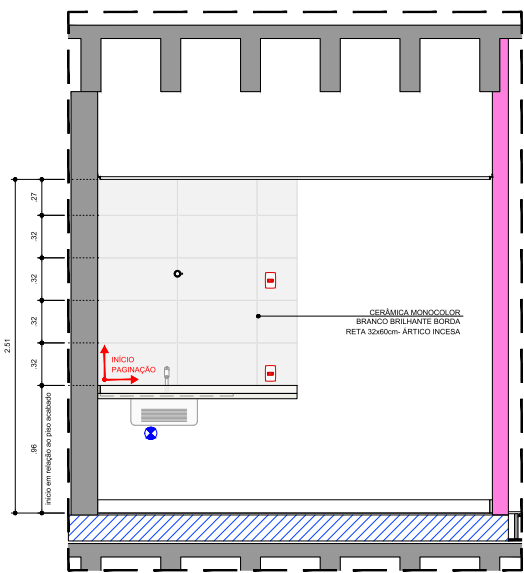 .27
.32
.32
.32
.32
2.51
.96
início em relação ao piso acabado
INÍCIO
PAGINAÇÃO
CERÂMICA MONOCOLOR
BRANCO BRILHANTE BORDA
RETA 32x60cm- ÁRTICO INCESA